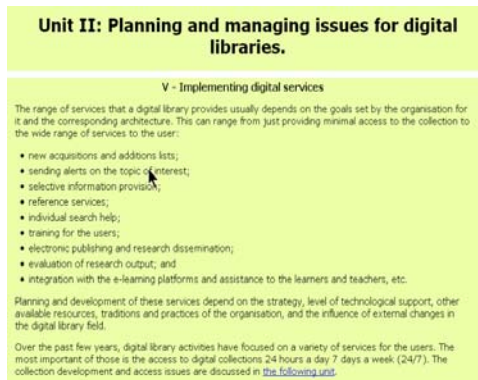 Unit II: Planning and managing issues for digital
libraries.
V - Implementing digital services
The range of services that a digital library provides usually depends on the goals set by the organisation for
it and the corresponding architecture. This can range from just providing minimal access to the collection to
the wide range of services to the user:
• new acquisitions and additions lists;
• sending alerts on the topic of interest;
• selective information provision;
• reference services;
• individual search help;
• training for the users;
• electronic publishing and research dissemination;
• evaluation of research output; and
• integration with the e-learning platforms and assistance to the learners and teachers, etc.
Planning and development of these services depend on the strategy, level of technological support, other
available resources, traditions and practices of the organisation, and the influence of external changes in
the digital library field.
Over the past few years, digital library activities have focused on a variety of services for the users. The
most important of those is the access to digital collections 24 hours a day 7 days a week (24/7). The
collection development and access issues are discussed in the following unit.